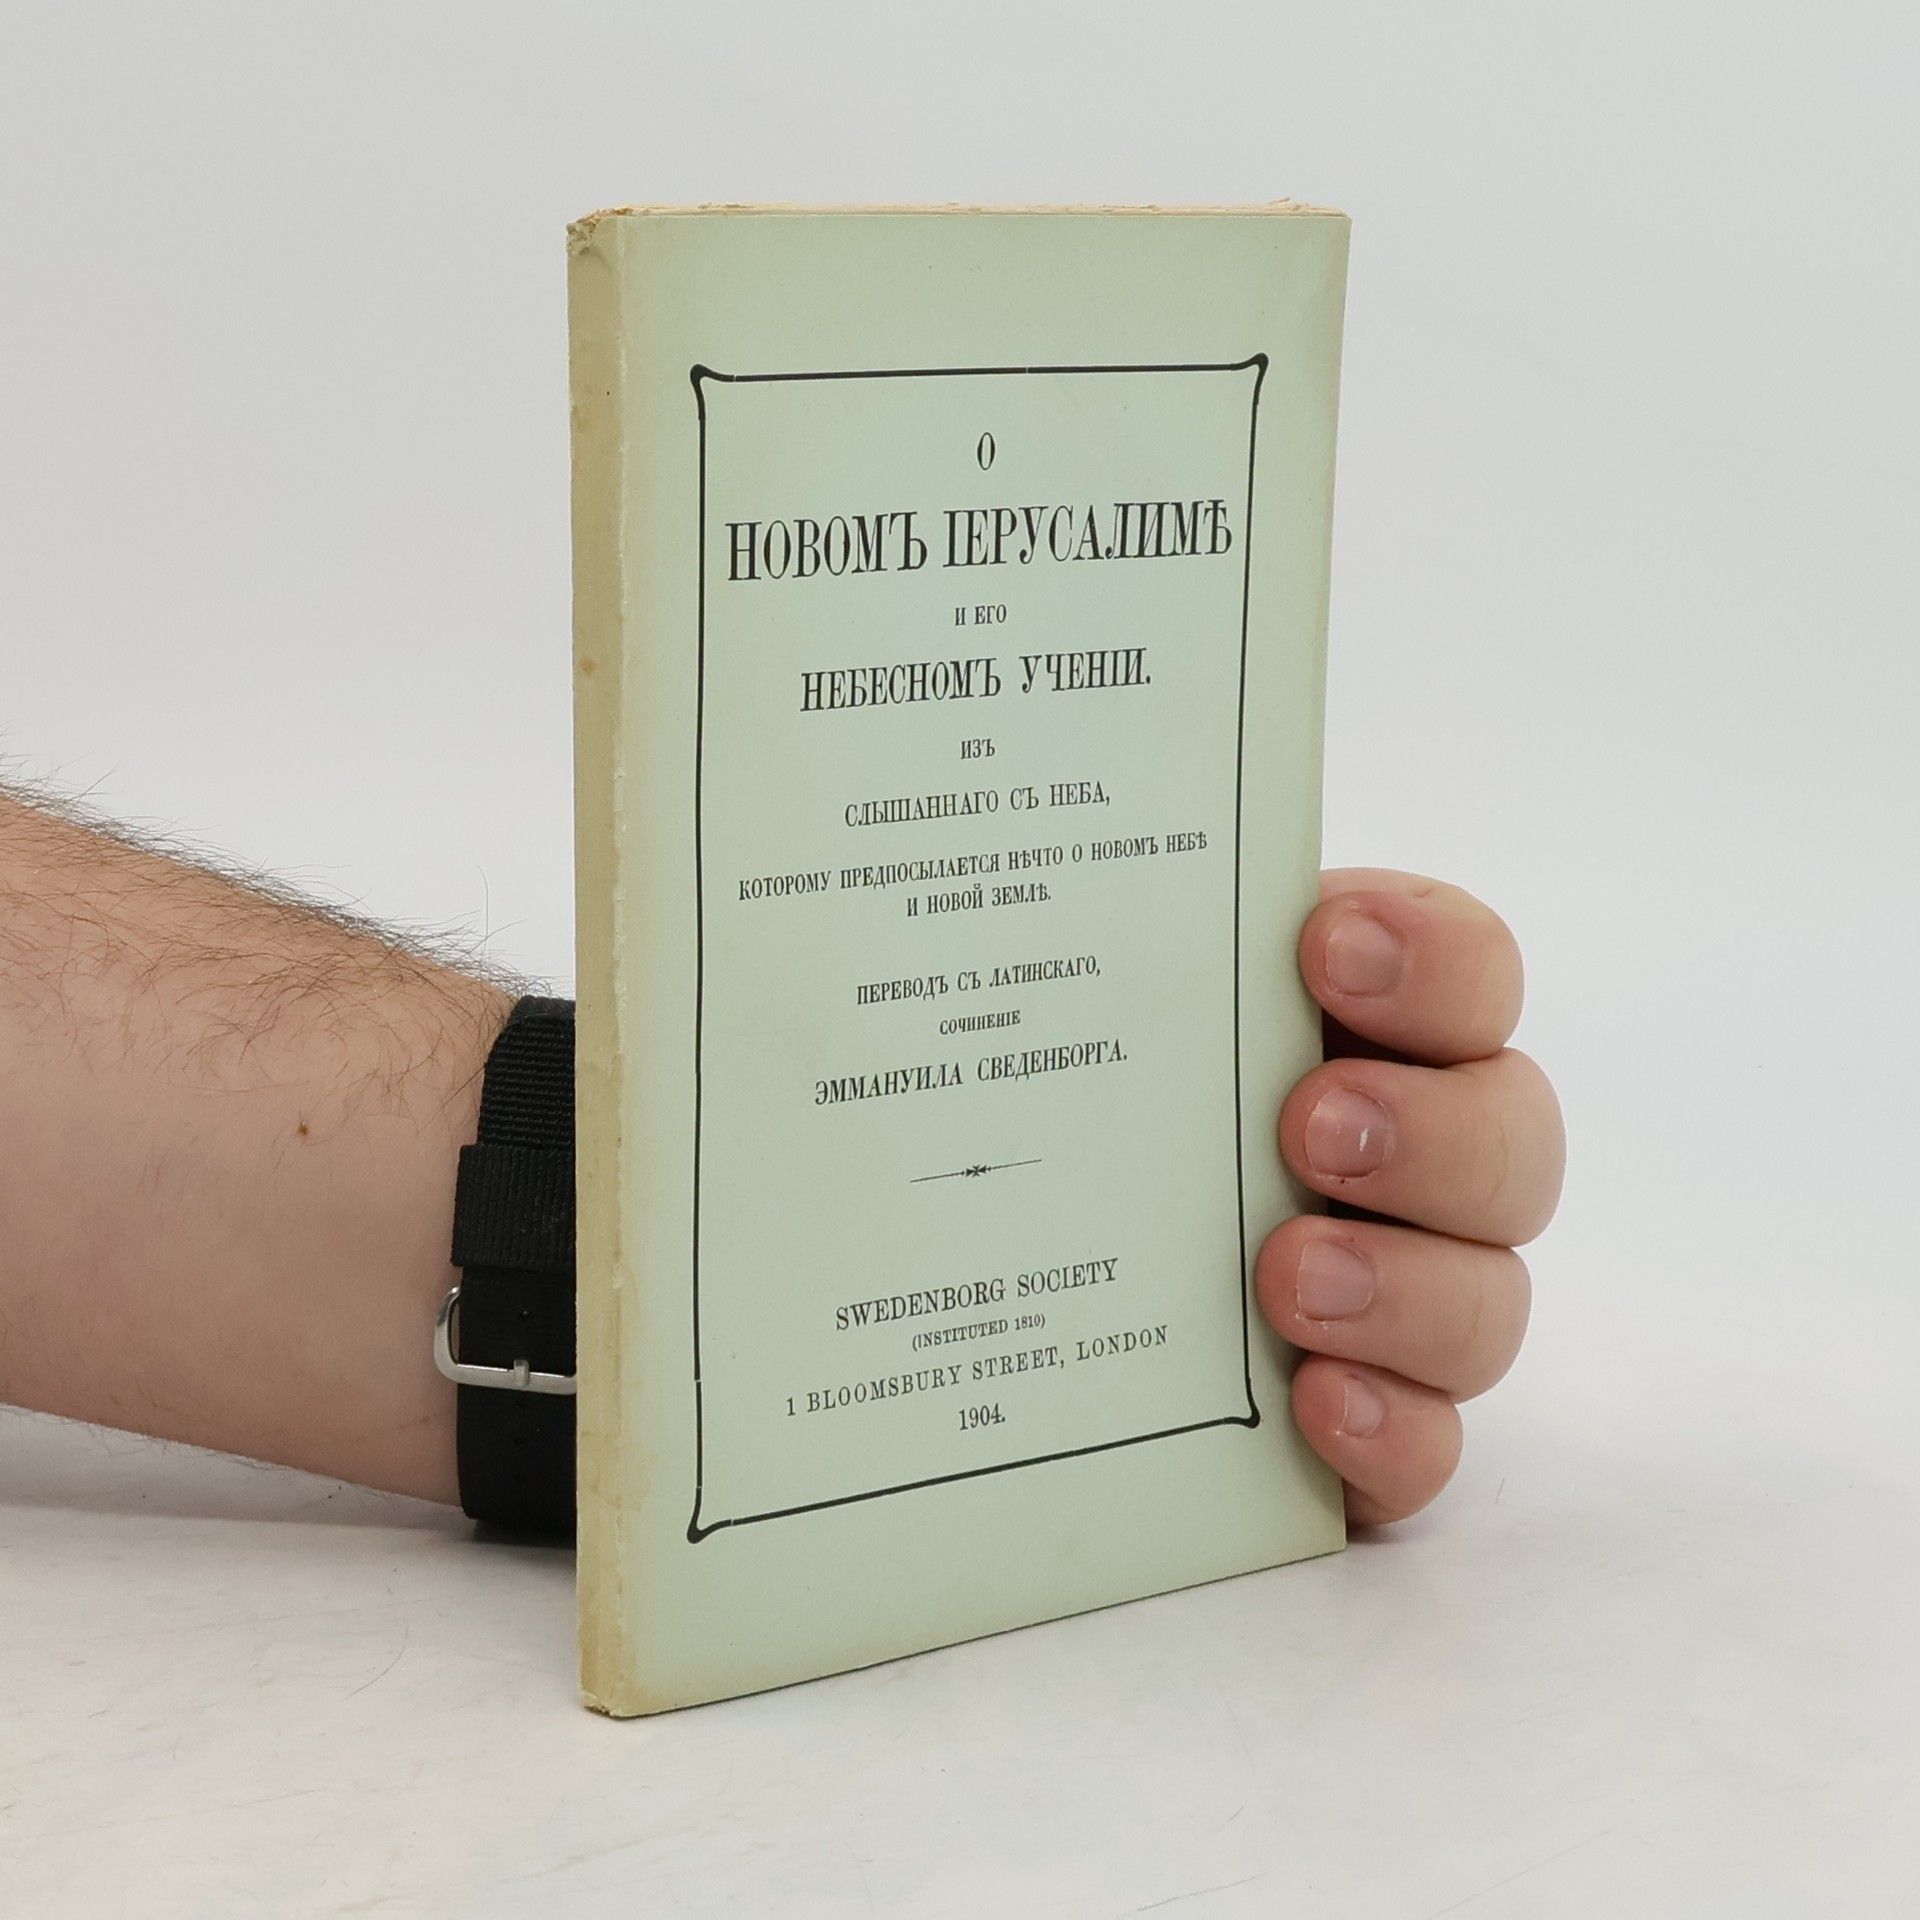 О
НОВОМЪ ІЕРУСАЛИМѢ
И ЕГО
НЕБЕСНОМЪ УЧЕНІИ.
ИЗЪ
СЛЫШАННАГО СЪ НЕБА,
КОТОРОМУ ПРЕДПОСЫЛАЕТСЯ НѢЧТО О НОВОМЪ НЕБѢ
И НОВОЙ ЗЕМЛѢ.
ПЕРЕВОДЪ СЪ ЛАТИНСКАГО,
СОЧИНЕНІЕ
ЭММАНУИЛА СВЕДЕНБОРГА.
SWEDENBORG SOCIETY
(INSTITUTED 1810)
1 BLOOMSBURY STREET, LONDON
1904.